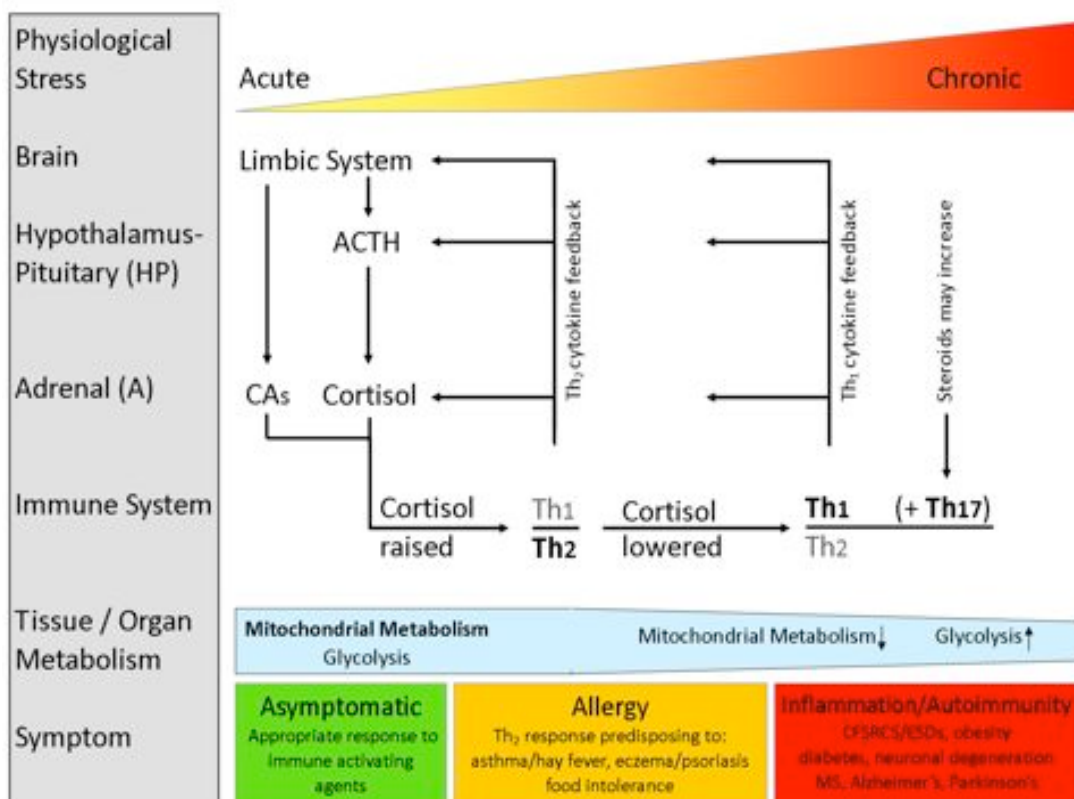 Physiological
Stress
Acute
Chronic
Brain
Limbic System
Hypothalamus-
Pituitary (HP)
ACTH
Th₂ cytokine feedback
Th₁ cytokine feedback
Steroids may increase
Adrenal (A)
CAs
Cortisol
Immune System
Cortisol
raised
Th1
Th2
Cortisol
lowered
Th1
(+ Th17)
Th2
Tissue / Organ
Metabolism
Mitochondrial Metabolism
Glycolysis
Mitochondrial Metabolism↓
Glycolysis↑
Symptom
Asymptomatic
Appropriate response to
immune activating
agents
Allergy
Th₂ response predisposing to:
asthma/hay fever, eczema/psoriasis
food intolerance
Inflammation/Autoimmunity
CFSRCS/ESDs, obesity
diabetes, neuronal degeneration
MS, Alzheimer's, Parkinson's